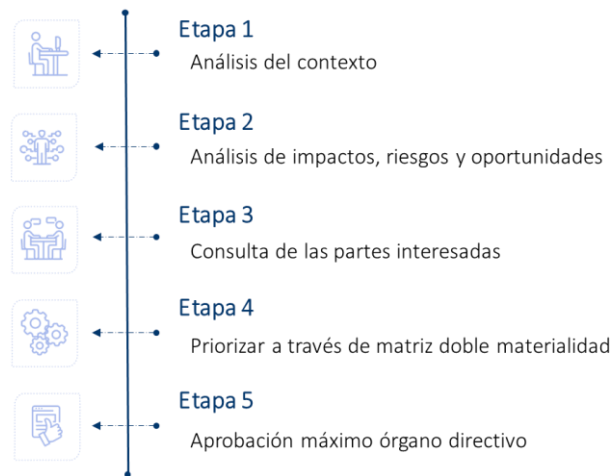 Etapa 1
Análisis del contexto
Etapa 2
Análisis de impactos, riesgos y oportunidades
Etapa 3
Consulta de las partes interesadas
Etapa 4
Priorizar a través de matriz doble materialidad
Etapa 5
Aprobación máximo órgano directivo